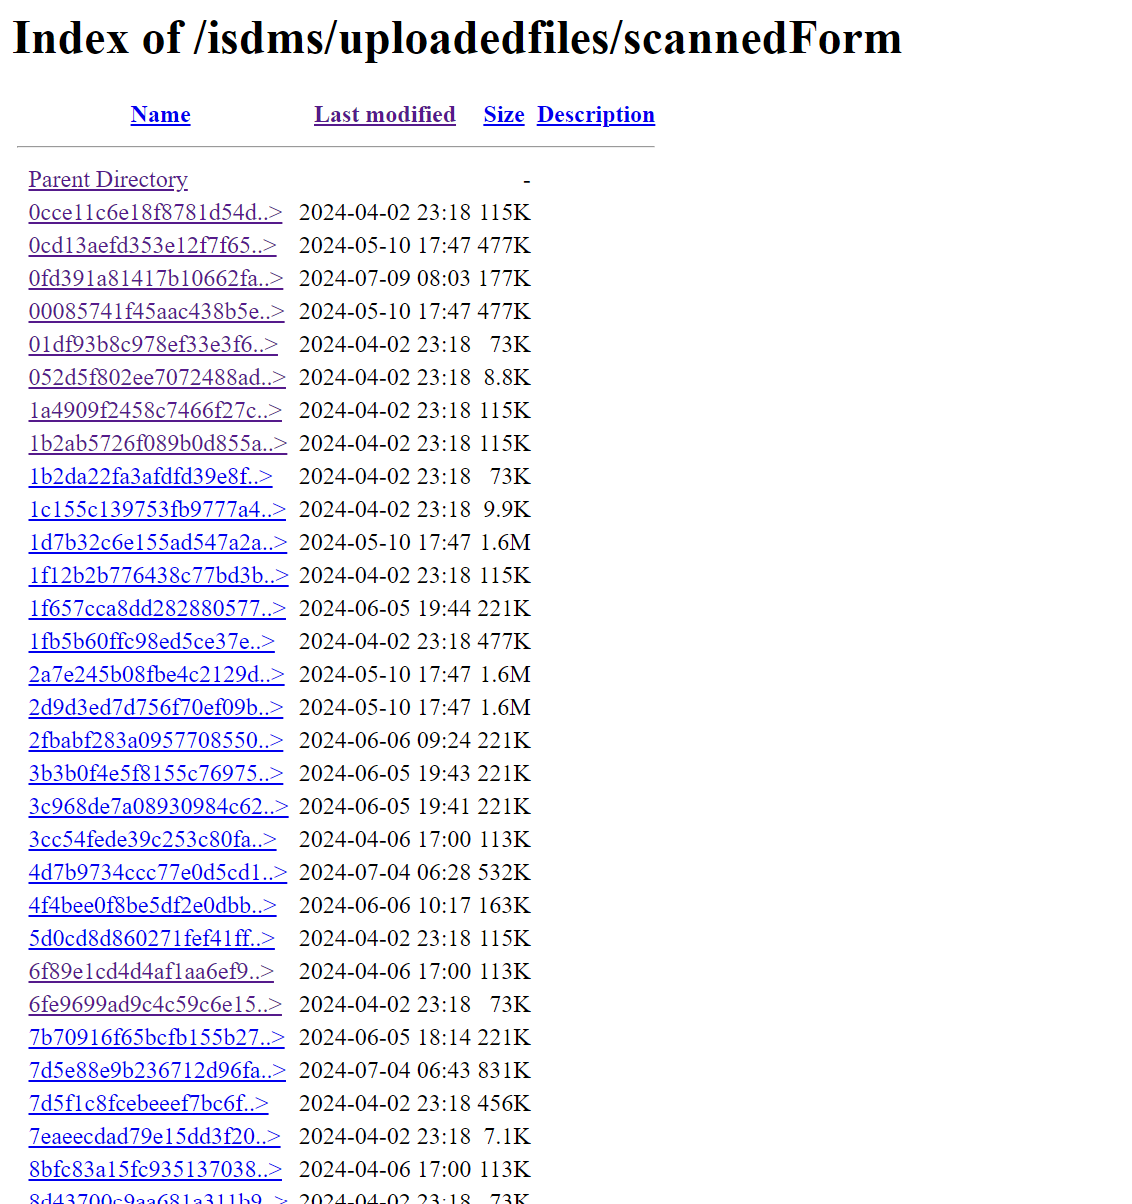 Index of /isdms/uploadedfiles/scannedForm
Name Last modified Size Description
Parent Directory -
0cce11c6e18f8781d54d..> 2024-04-02 23:18 115K
0cd13aefd353e12f7f65..> 2024-05-10 17:47 477K
0fd391a81417b10662fa..> 2024-07-09 08:03 177K
00085741f45aac438b5e..> 2024-05-10 17:47 477K
01df93b8c978ef33e3f6..> 2024-04-02 23:18 73K
052d5f802ee7072488ad..> 2024-04-02 23:18 8.8K
1a4909f2458c7466f27c..> 2024-04-02 23:18 115K
1b2ab5726f089b0d855a..> 2024-04-02 23:18 115K
1b2da22fa3afdfd39e8f..> 2024-04-02 23:18 73K
1c155c139753fb9777a4..> 2024-04-02 23:18 9.9K
1d7b32c6e155ad547a2a..> 2024-05-10 17:47 1.6M
1f12b2b776438c77bd3b..> 2024-04-02 23:18 115K
1f657cca8dd282880577..> 2024-06-05 19:44 221K
1fb5b60ffc98ed5ce37e..> 2024-04-02 23:18 477K
2a7e245b08fbe4c2129d..> 2024-05-10 17:47 1.6M
2d9d3ed7d756f70ef09b..> 2024-05-10 17:47 1.6M
2fbabf283a0957708550..> 2024-06-06 09:24 221K
3b3b0f4e5f8155c76975..> 2024-06-05 19:43 221K
3c968de7a08930984c62..> 2024-06-05 19:41 221K
3cc54fede39c253c80fa..> 2024-04-06 17:00 113K
4d7b9734ccc77e0d5cd1..> 2024-07-04 06:28 532K
4f4bee0f8be5df2e0dbb..> 2024-06-06 10:17 163K
5d0cd8d860271fef41ff..> 2024-04-02 23:18 115K
6f89e1cd4d4af1aa6ef9..> 2024-04-06 17:00 113K
6fe9699ad9c4c59c6e15..> 2024-04-02 23:18 73K
7b70916f65bcfb155b27..> 2024-06-05 18:14 221K
7d5e88e9b236712d96fa..> 2024-07-04 06:43 831K
7d5f1c8fcebeeef7bc6f..> 2024-04-02 23:18 456K
7eaeecdad79e15dd3f20..> 2024-04-02 23:18 7.1K
8bfc83a15fc935137038..> 2024-04-06 17:00 113K
8d43700c9aa681a311b9..> 2024-04-02 23:18 73K